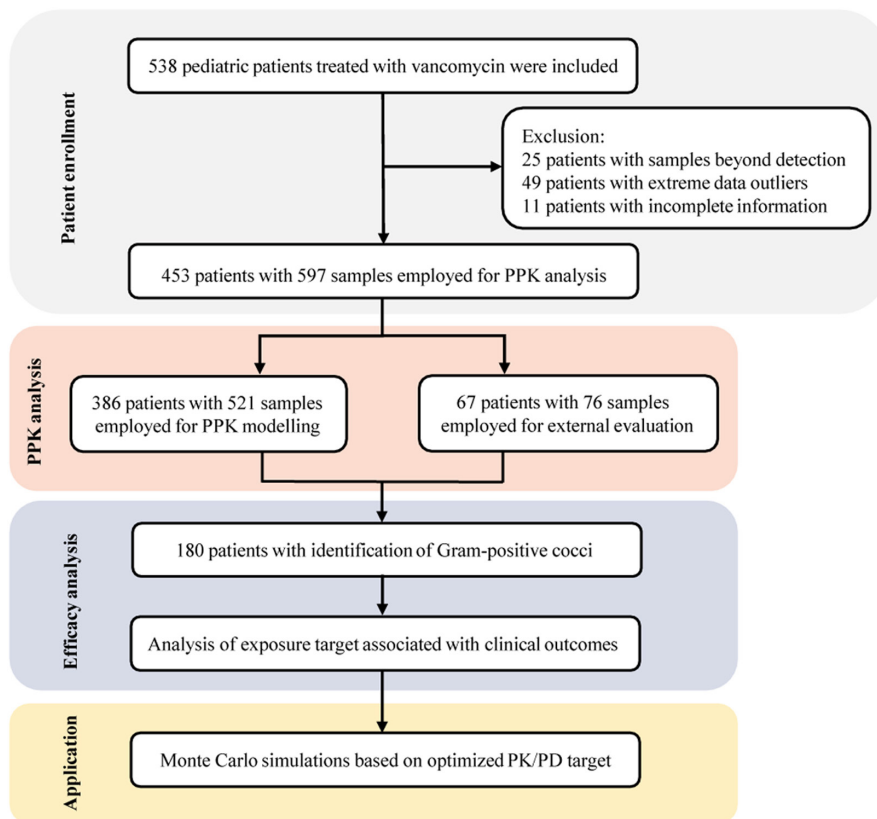 Patient enrollment
538 pediatric patients treated with vancomycin were included
Exclusion:
25 patients with samples beyond detection
49 patients with extreme data outliers
11 patients with incomplete information
453 patients with 597 samples employed for PPK analysis
PPK analysis
386 patients with 521 samples
employed for PPK modelling
67 patients with 76 samples
employed for external evaluation
Efficacy analysis
180 patients with identification of Gram-positive cocci
Analysis of exposure target associated with clinical outcomes
Application
Monte Carlo simulations based on optimized PK/PD target